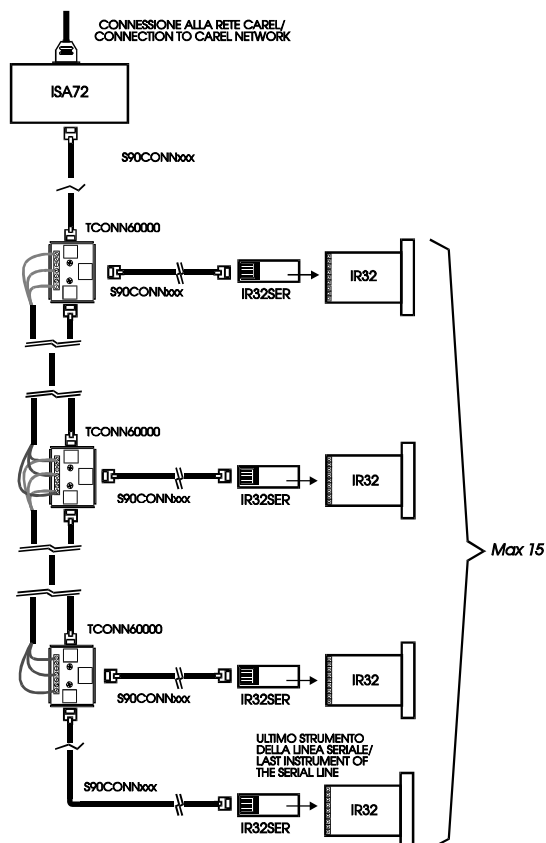 CONNESSIONE ALLA RETE CAREL/
CONNECTION TO CAREL NETWORK
ISA72
S90CONNxxx
TCONN60000
S90CONNxxx
IR32SER
IR32
TCONN60000
S90CONNxxx
IR32SER
IR32
Max 15
TCONN60000
S90CONNxxx
IR32SER
IR32
ULTIMO STRUMENTO
DELLA LINEA SERIALE/
LAST INSTRUMENT OF
THE SERIAL LINE
S90CONNxxx
IR32SER
IR32